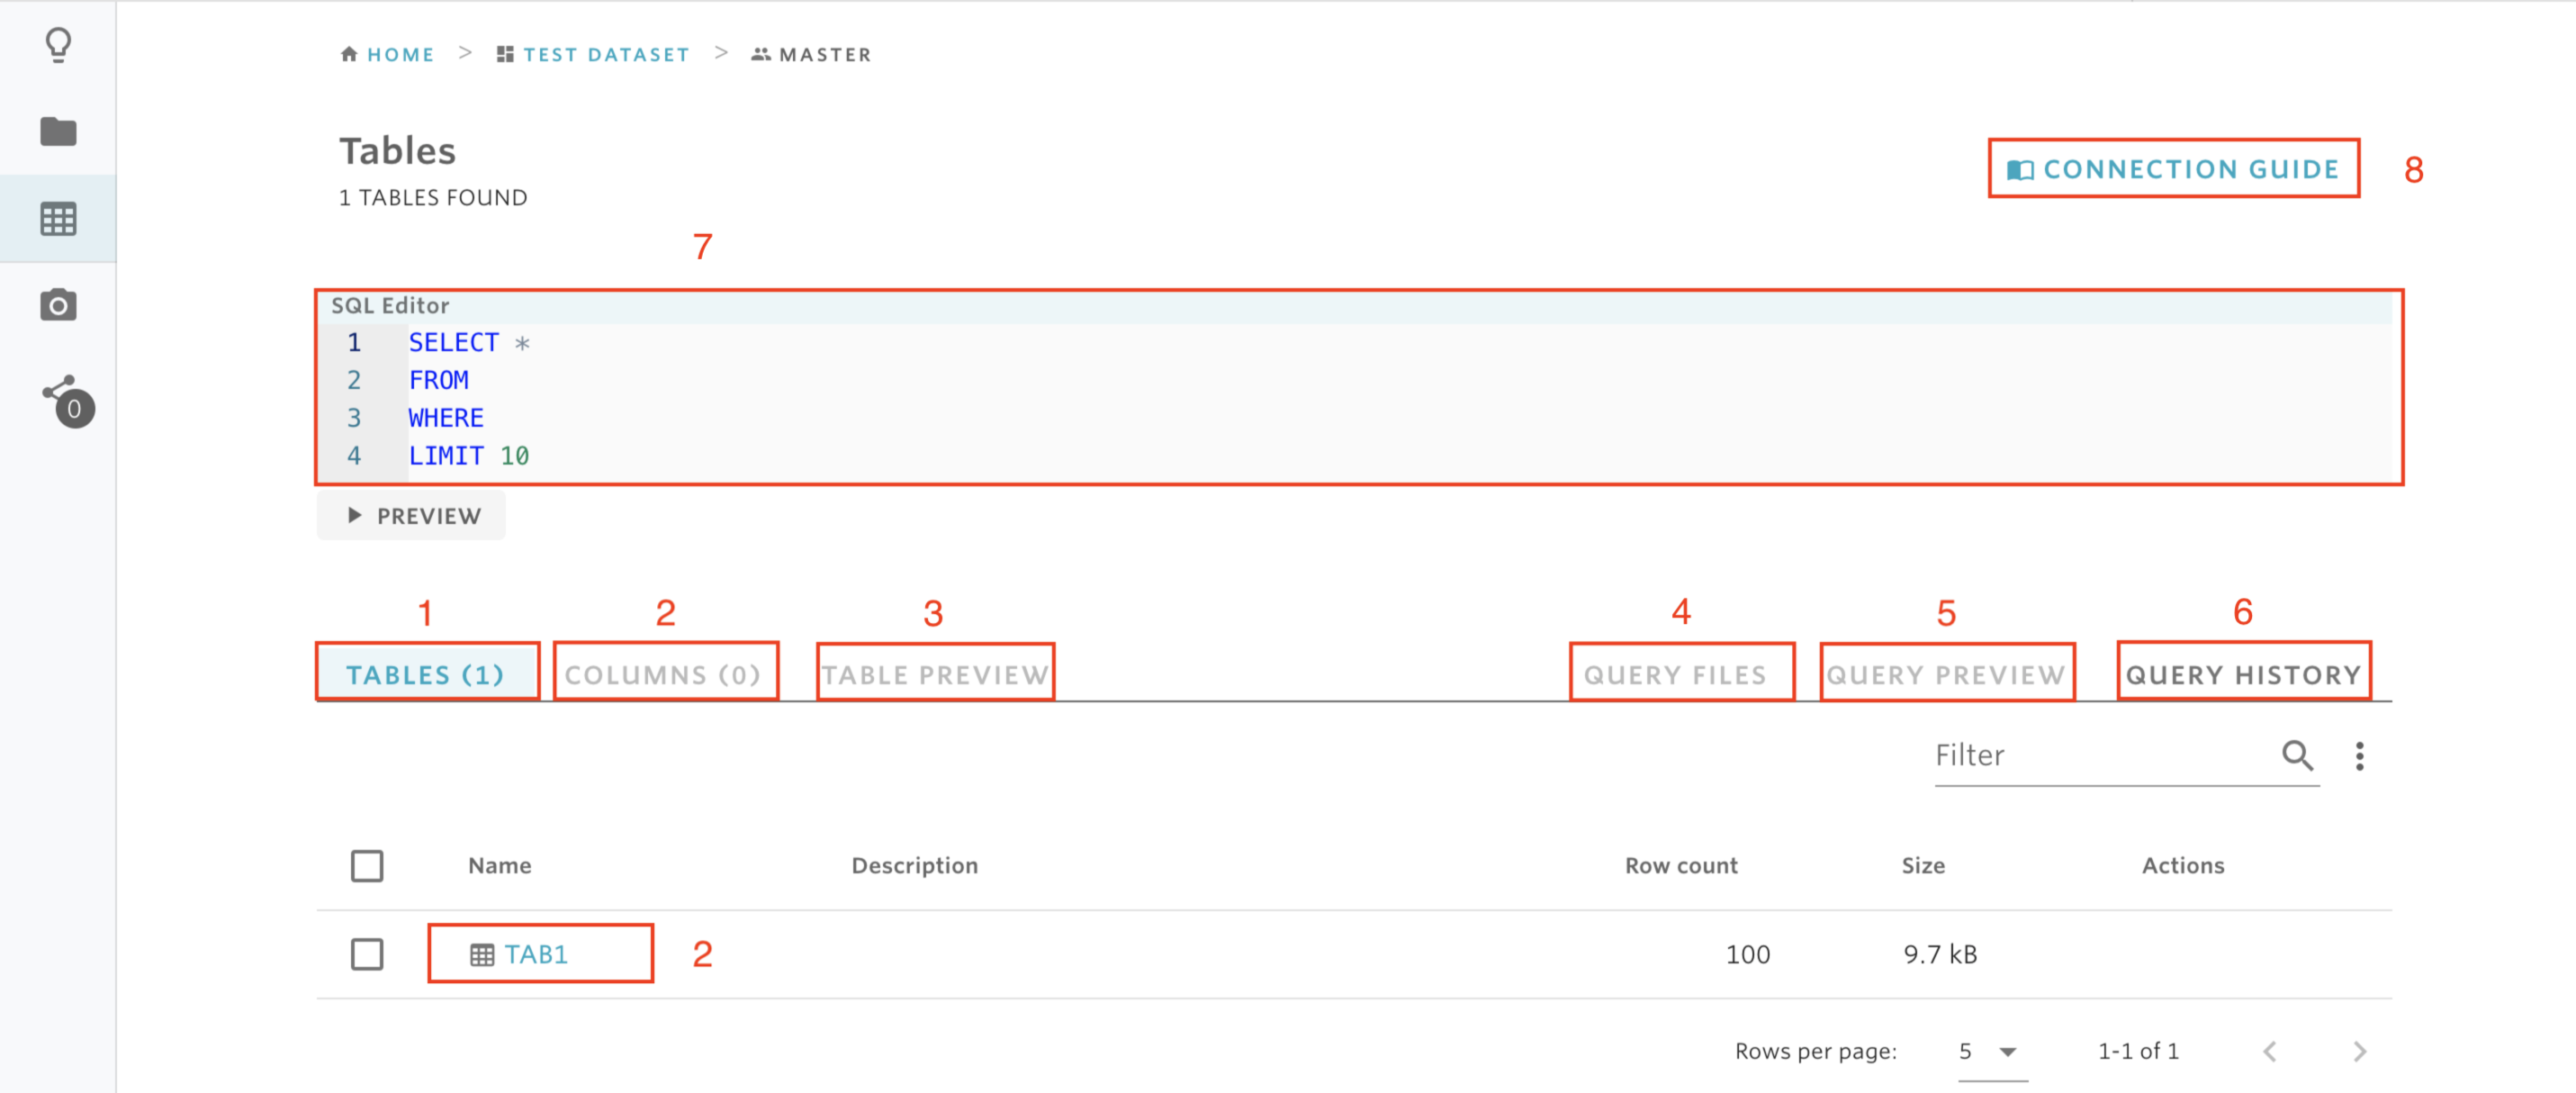 HOME > TEST DATASET > MASTER
Tables
1 TABLES FOUND
CONNECTION GUIDE 8
7
SQL Editor
1 SELECT *
2 FROM
3 WHERE
4 LIMIT 10
PREVIEW
1 2 3 4 5 6
TABLES (1) COLUMNS (0) TABLE PREVIEW QUERY FILES QUERY PREVIEW QUERY HISTORY
Filter
Name Description Row count Size Actions
TAB1 2 100 9.7 kB
Rows per page: 5 1-1 of 1
0